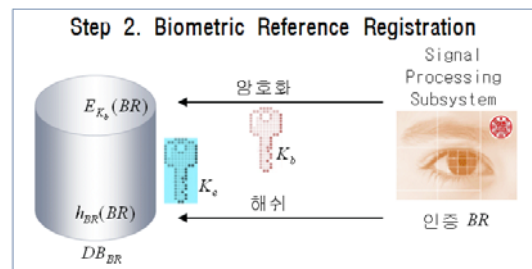 Step 2. Biometric Reference Registration
Signal
Processing
Subsystem
암호화
E_{K_b}(BR)
K_b
K_e
h_{BR}(BR)
해쉬
인증 BR
DB_{BR}